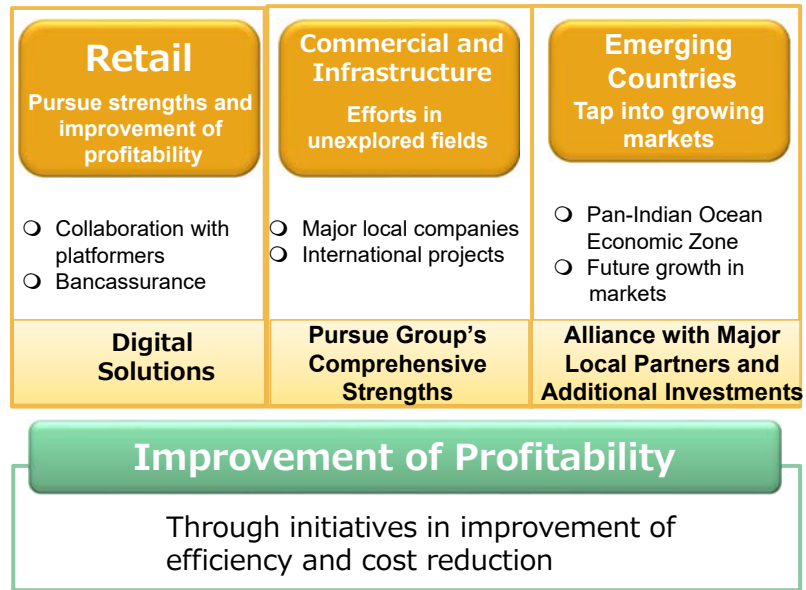 Retail
Pursue strengths and
improvement of
profitability
❍ Collaboration with
platformers
❍ Bancassurance
Digital
Solutions
Commercial and
Infrastructure
Efforts in
unexplored fields
❍ Major local companies
❍ International projects
Pursue Group’s
Comprehensive
Strengths
Emerging
Countries
Tap into growing
markets
❍ Pan-Indian Ocean
Economic Zone
❍ Future growth in
markets
Alliance with Major
Local Partners and
Additional Investments
Improvement of Profitability
Through initiatives in improvement of
efficiency and cost reduction